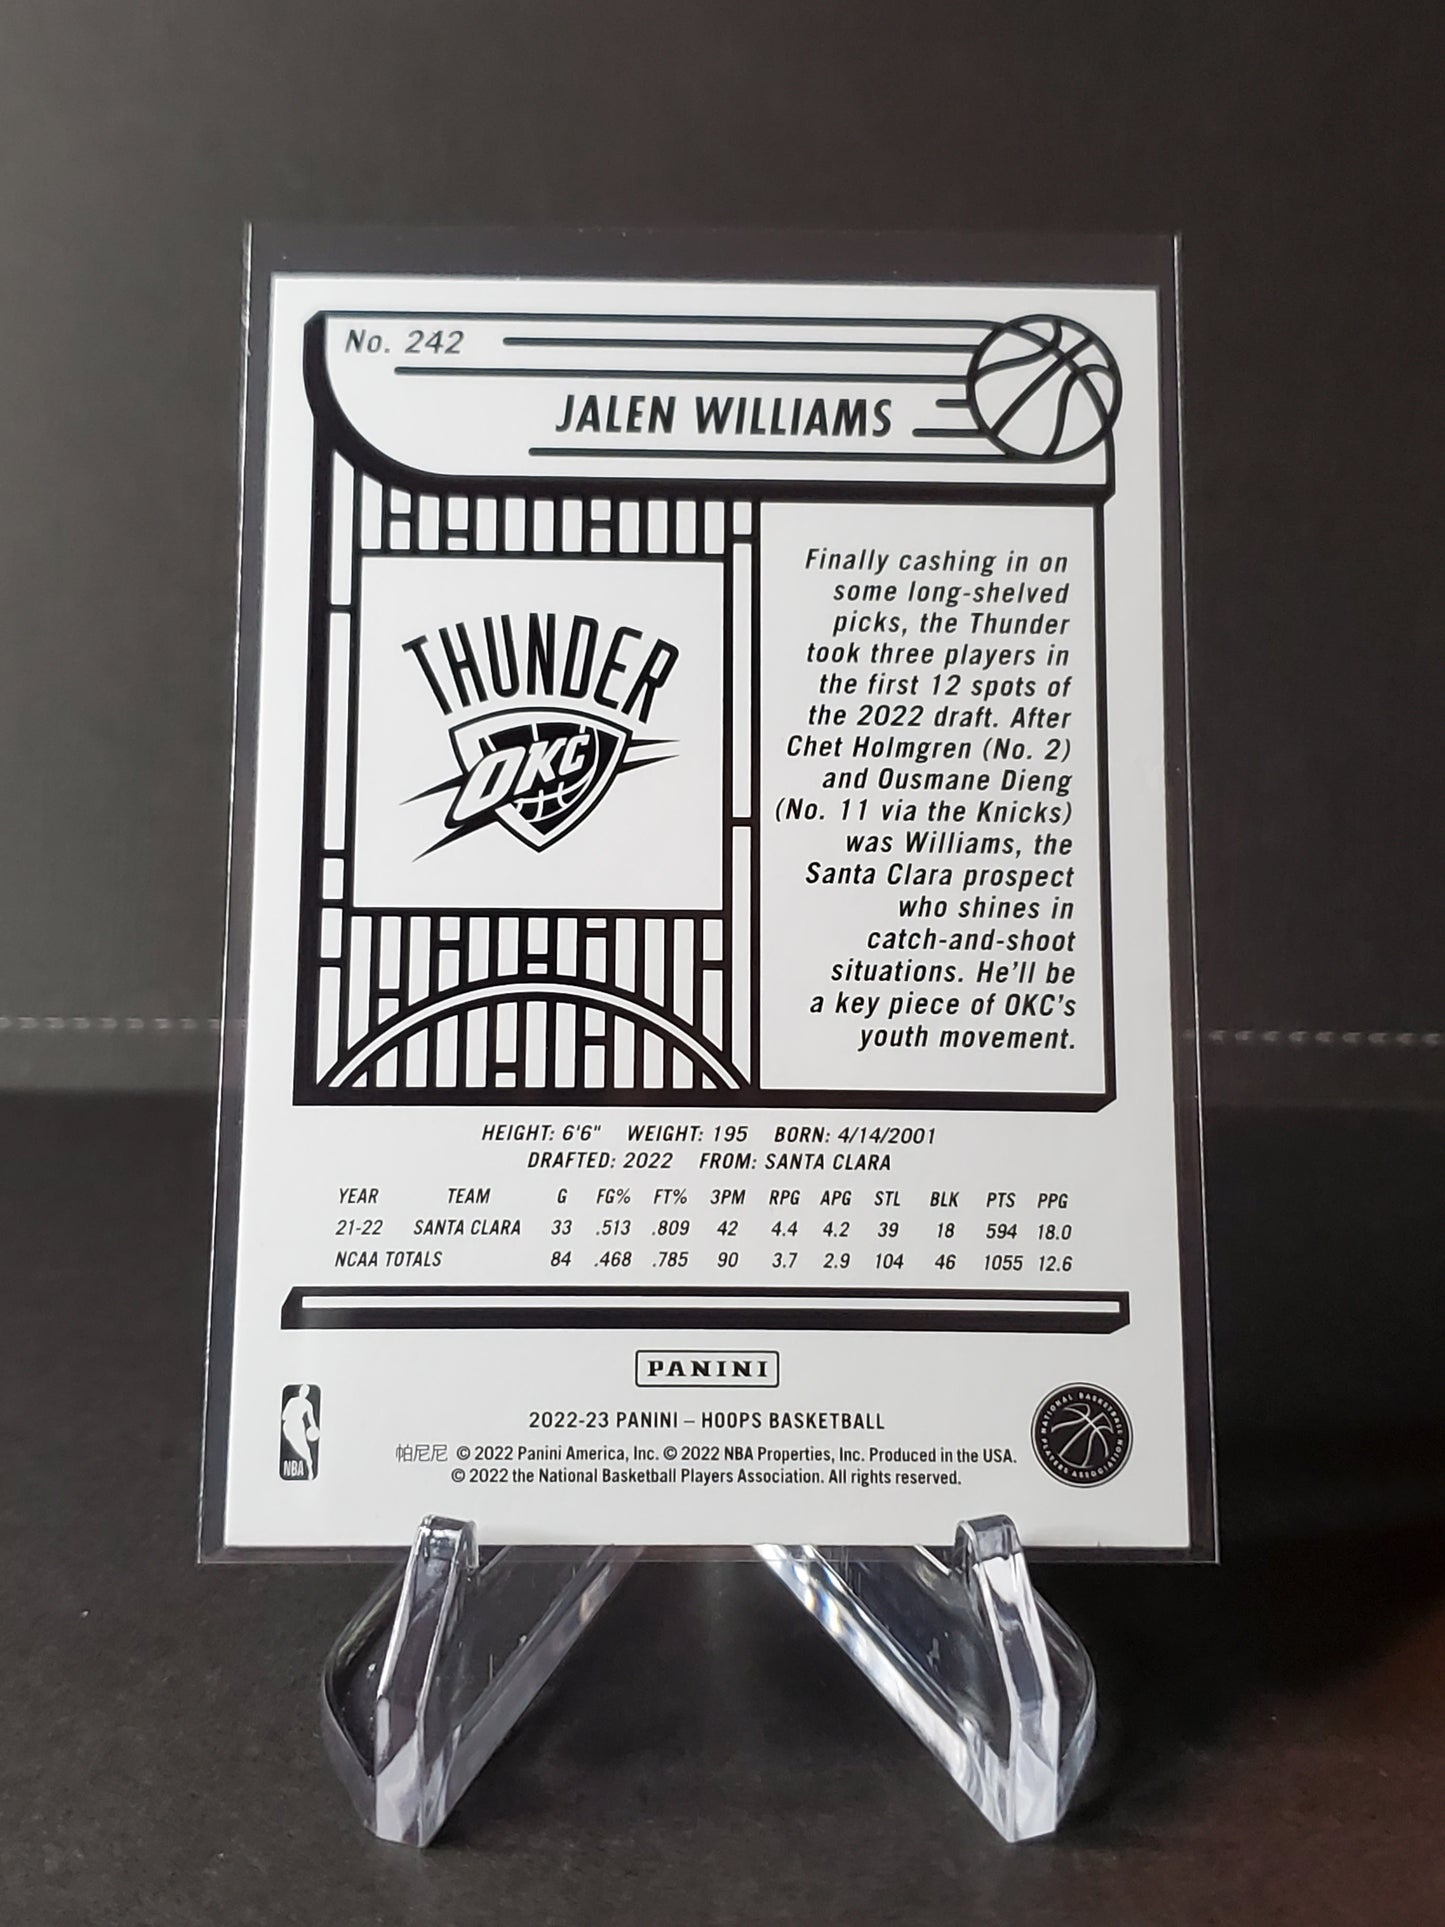 No. 242
JALEN WILLIAMS
THUNDER
OKC
Finally cashing in on
some long-shelved
picks, the Thunder
took three players in
the first 12 spots of
the 2022 draft. After
Chet Holmgren (No. 2)
and Ousmane Dieng
(No. 11 via the Knicks)
was Williams, the
Santa Clara prospect
who shines in
catch-and-shoot
situations. He'll be
a key piece of OKC's
youth movement.
HEIGHT: 6'6" WEIGHT: 195 BORN: 4/14/2001
DRAFTED: 2022 FROM: SANTA CLARA
YEAR TEAM G FG% FT% 3PM RPG APG STL BLK PTS PPG
21-22 SANTA CLARA 33 .513 .809 42 4.4 4.2 39 18 594 18.0
NCAA TOTALS 84 .468 .785 90 3.7 2.9 104 46 1055 12.6
PANINI
NBA
2022-23 PANINI – HOOPS BASKETBALL
帕尼尼 © 2022 Panini America, Inc. © 2022 NBA Properties, Inc. Produced in the USA.
© 2022 the National Basketball Players Association. All rights reserved.
NATIONAL BASKETBALL PLAYERS ASSOCIATION